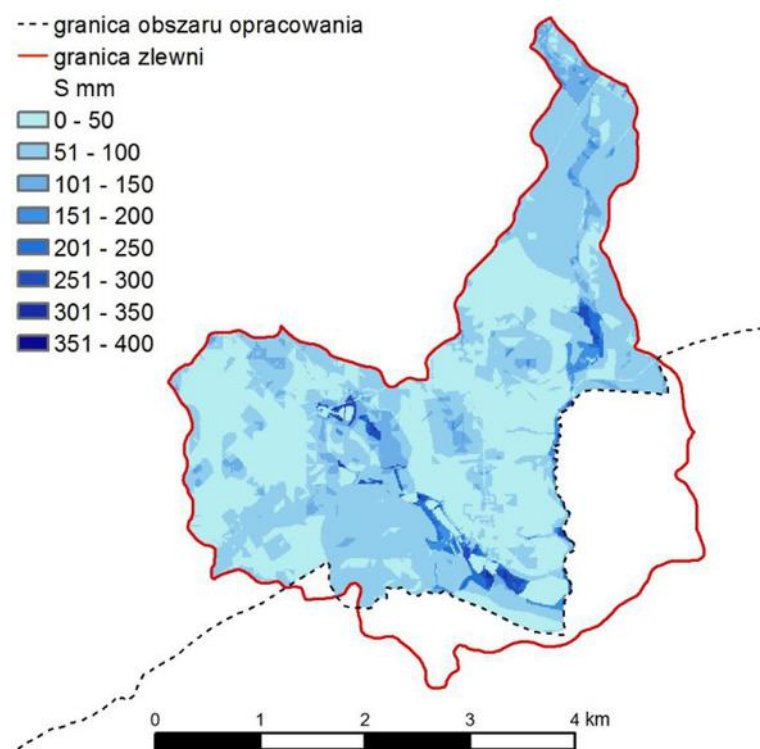 granica obszaru opracowania
granica zlewni
S mm
0 - 50
51 - 100
101 - 150
151 - 200
201 - 250
251 - 300
301 - 350
351 - 400
0 1 2 3 4 km